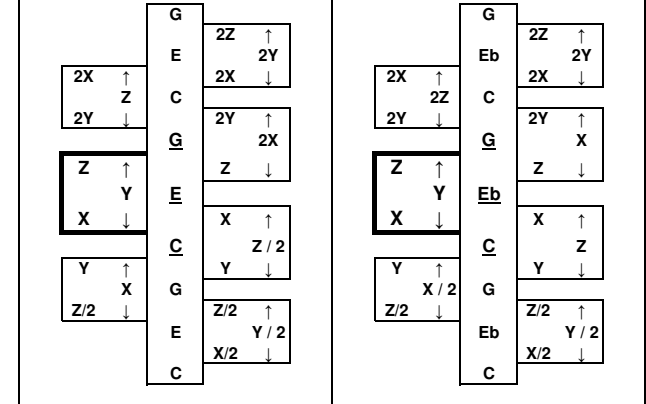 G
2Z ↑
E 2Y
2X ↑ 2X ↓
Z C
2Y ↓ 2Y ↑
G 2X
Z ↑ Z ↓
Y E
X ↓ X ↑
C Z / 2
Y ↑ Y ↓
X G
Z/2 ↓ Z/2 ↑
E Y / 2
X/2 ↓
C
G
2Z ↑
Eb 2Y
2X ↑ 2X ↓
2Z C
2Y ↓ 2Y ↑
G X
Z ↑ Z ↓
Y Eb
X ↓ X ↑
C Z
Y ↑ Y ↓
X / 2 G
Z/2 ↓ Z/2 ↑
Eb Y / 2
X/2 ↓
C